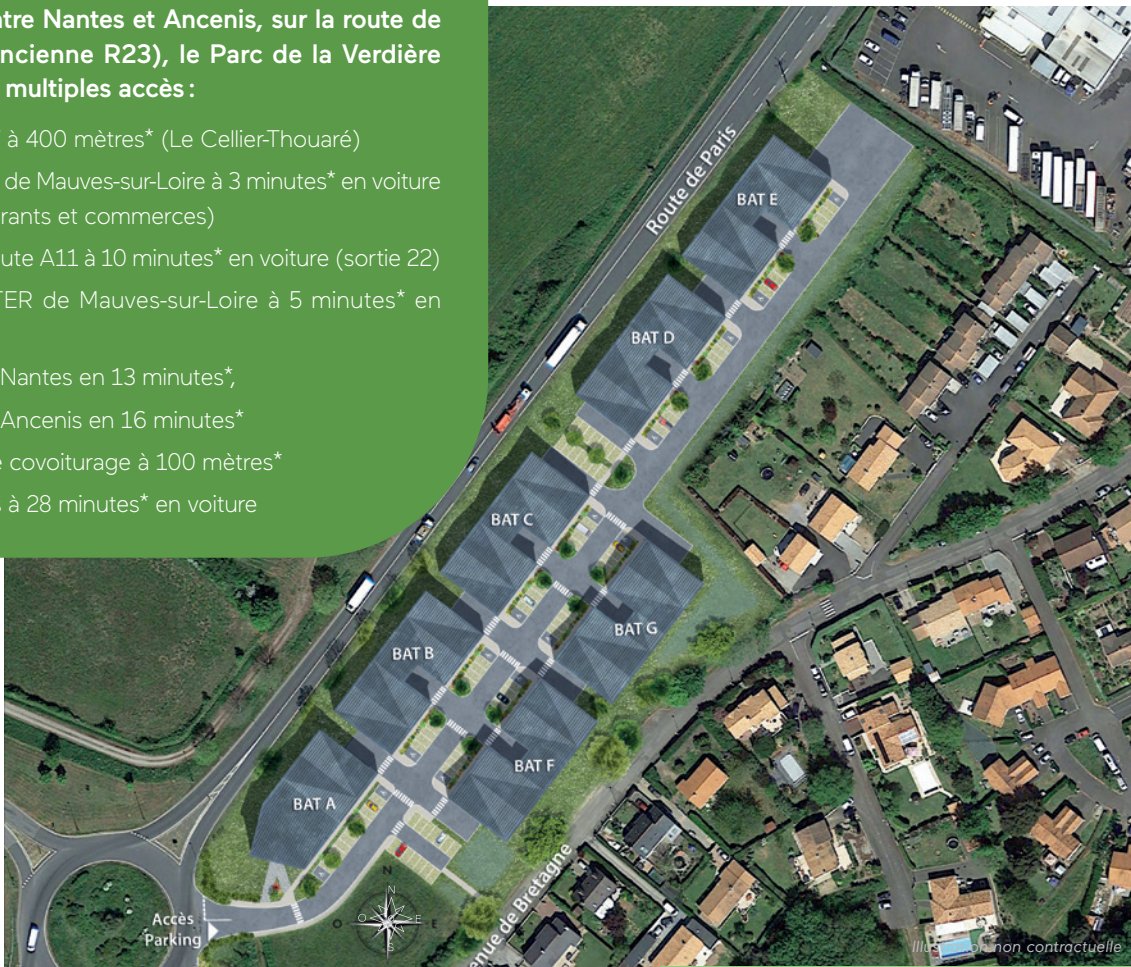 ntre Nantes et Ancenis, sur la route de
ncienne R23), le Parc de la Verdière
multiples accès :
à 400 mètres* (Le Cellier-Thouaré)
de Mauves-sur-Loire à 3 minutes* en voiture
rants et commerces)
ute A11 à 10 minutes* en voiture (sortie 22)
TER de Mauves-sur-Loire à 5 minutes* en
Nantes en 13 minutes*,
Ancenis en 16 minutes*
e covoiturage à 100 mètres*
à 28 minutes* en voiture
Route de Paris
BAT E
BAT D
BAT C
BAT G
BAT B
BAT F
BAT A
Accès
Parking
N
N
O
E
E
S
enue de Bretagne
Illustration non contractuelle